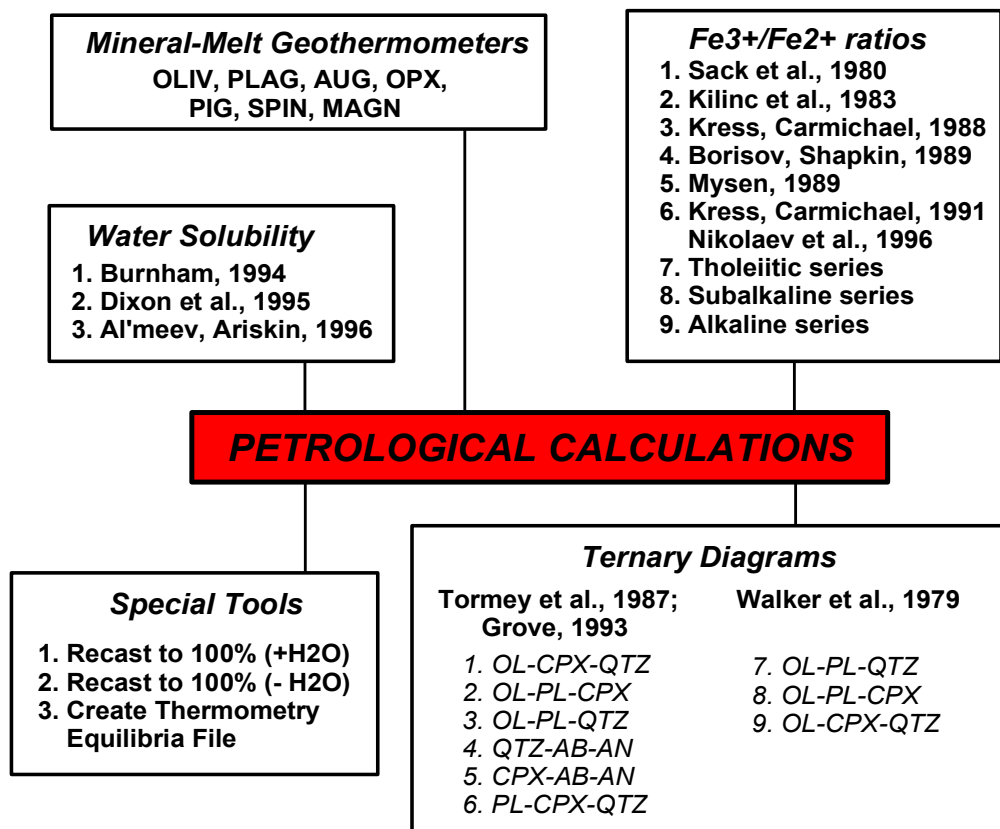 Mineral-Melt Geothermometers
OLIV, PLAG, AUG, OPX,
PIG, SPIN, MAGN
Fe3+/Fe2+ ratios
1. Sack et al., 1980
2. Kilinc et al., 1983
3. Kress, Carmichael, 1988
4. Borisov, Shapkin, 1989
5. Mysen, 1989
6. Kress, Carmichael, 1991
Nikolaev et al., 1996
7. Tholeiitic series
8. Subalkaline series
9. Alkaline series
Water Solubility
1. Burnham, 1994
2. Dixon et al., 1995
3. Al'meev, Ariskin, 1996
PETROLOGICAL CALCULATIONS
Special Tools
1. Recast to 100% (+H2O)
2. Recast to 100% (- H2O)
3. Create Thermometry
Equilibria File
Ternary Diagrams
Tormey et al., 1987;
Grove, 1993
1. OL-CPX-QTZ
2. OL-PL-CPX
3. OL-PL-QTZ
4. QTZ-AB-AN
5. CPX-AB-AN
6. PL-CPX-QTZ
Walker et al., 1979
7. OL-PL-QTZ
8. OL-PL-CPX
9. OL-CPX-QTZ